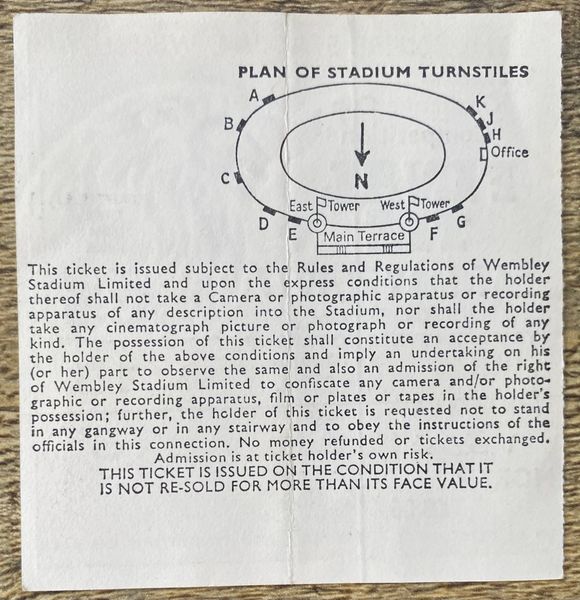 PLAN OF STADIUM TURNSTILES
A
K
B
J
H
Office
C
N
East Tower
West Tower
D
E
F
G
Main Terrace
This ticket is issued subject to the Rules and Regulations of Wembley
Stadium Limited and upon the express conditions that the holder
thereof shall not take a Camera or photographic apparatus or recording
apparatus of any description into the Stadium, nor shall the holder
take any cinematograph picture or photograph or recording of any
kind. The possession of this ticket shall constitute an acceptance by
the holder of the above conditions and imply an undertaking on his
(or her) part to observe the same and also an admission of the right
of Wembley Stadium Limited to confiscate any camera and/or photo-
graphic or recording apparatus, film or plates or tapes in the holder's
possession; further, the holder of this ticket is requested not to stand
in any gangway or in any stairway and to obey the instructions of the
officials in this connection. No money refunded or tickets exchanged.
Admission is at ticket holder's own risk.
THIS TICKET IS ISSUED ON THE CONDITION THAT IT
IS NOT RE-SOLD FOR MORE THAN ITS FACE VALUE.